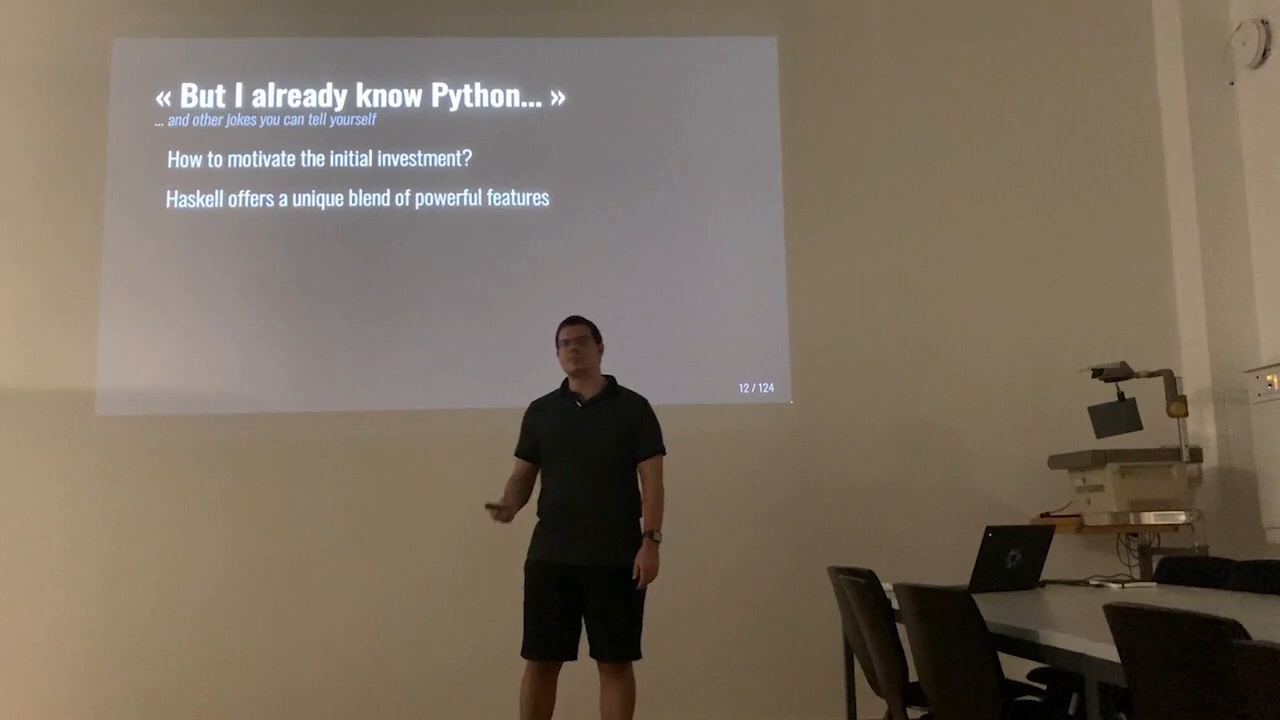 « But I already know Python... »
... and other jokes you can tell yourself
How to motivate the initial investment?
Haskell offers a unique blend of powerful features
12 / 124